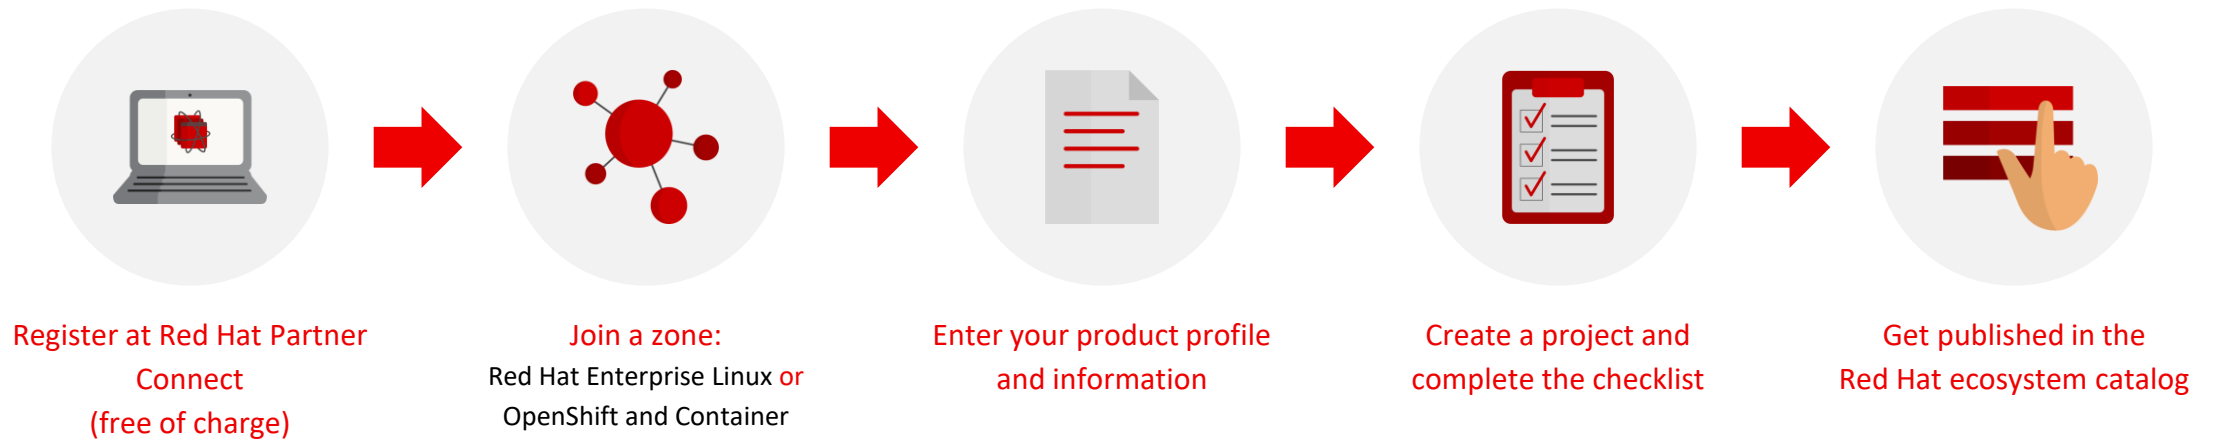 Register at Red Hat Partner
Connect
(free of charge)
Join a zone:
Red Hat Enterprise Linux or
OpenShift and Container
Enter your product profile
and information
Create a project and
complete the checklist
Get published in the
Red Hat ecosystem catalog